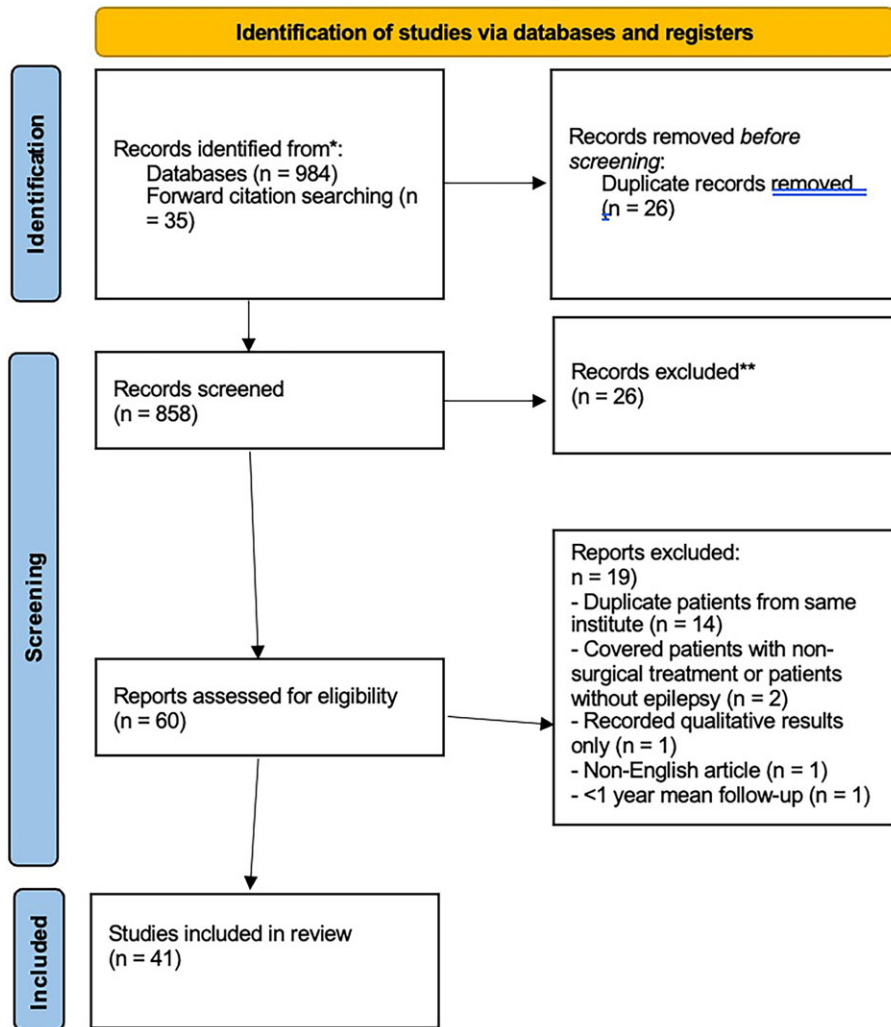 Identification of studies via databases and registers
Identification
Records identified from*:
Databases (n = 984)
Forward citation searching (n
= 35)
Records removed before
screening:
Duplicate records removed
(n = 26)
Screening
Records screened
(n = 858)
Records excluded**
(n = 26)
Reports assessed for eligibility
(n = 60)
Reports excluded:
n = 19)
- Duplicate patients from same
institute (n = 14)
- Covered patients with non-
surgical treatment or patients
without epilepsy (n = 2)
- Recorded qualitative results
only (n = 1)
- Non-English article (n = 1)
- <1 year mean follow-up (n = 1)
Included
Studies included in review
(n = 41)